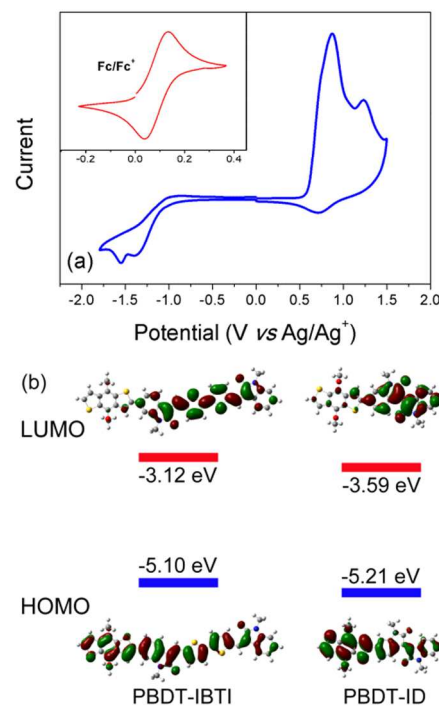 Fc/Fc⁺
-0.2 0.0 0.2 0.4
Current
(a)
-2.0 -1.5 -1.0 -0.5 0.0 0.5 1.0 1.5 2.0
Potential (V vs Ag/Ag⁺)
(b)
LUMO
-3.12 eV
-3.59 eV
-5.10 eV
-5.21 eV
HOMO
PBDT-IBTI
PBDT-ID